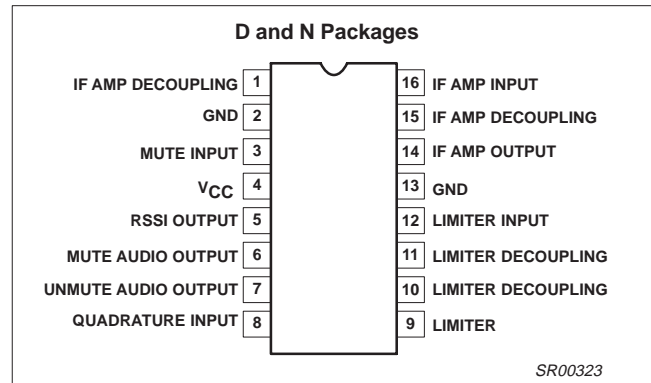 D and N Packages
IF AMP DECOUPLING 1
GND 2
MUTE INPUT 3
VCC 4
RSSI OUTPUT 5
MUTE AUDIO OUTPUT 6
UNMUTE AUDIO OUTPUT 7
QUADRATURE INPUT 8
16 IF AMP INPUT
15 IF AMP DECOUPLING
14 IF AMP OUTPUT
13 GND
12 LIMITER INPUT
11 LIMITER DECOUPLING
10 LIMITER DECOUPLING
9 LIMITER
SR00323